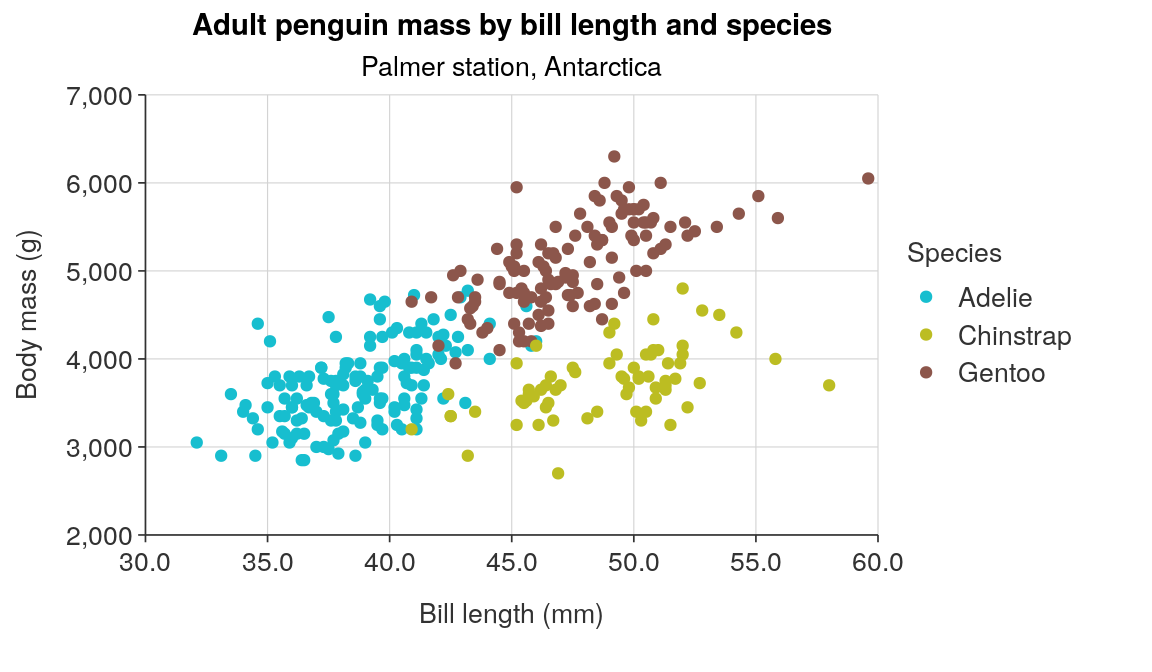 Adult penguin mass by bill length and species
Palmer station, Antarctica
7,000
6,000
5,000
4,000
3,000
2,000
Body mass (g)
30.0 35.0 40.0 45.0 50.0 55.0 60.0
Bill length (mm)
Species
Adelie
Chinstrap
Gentoo